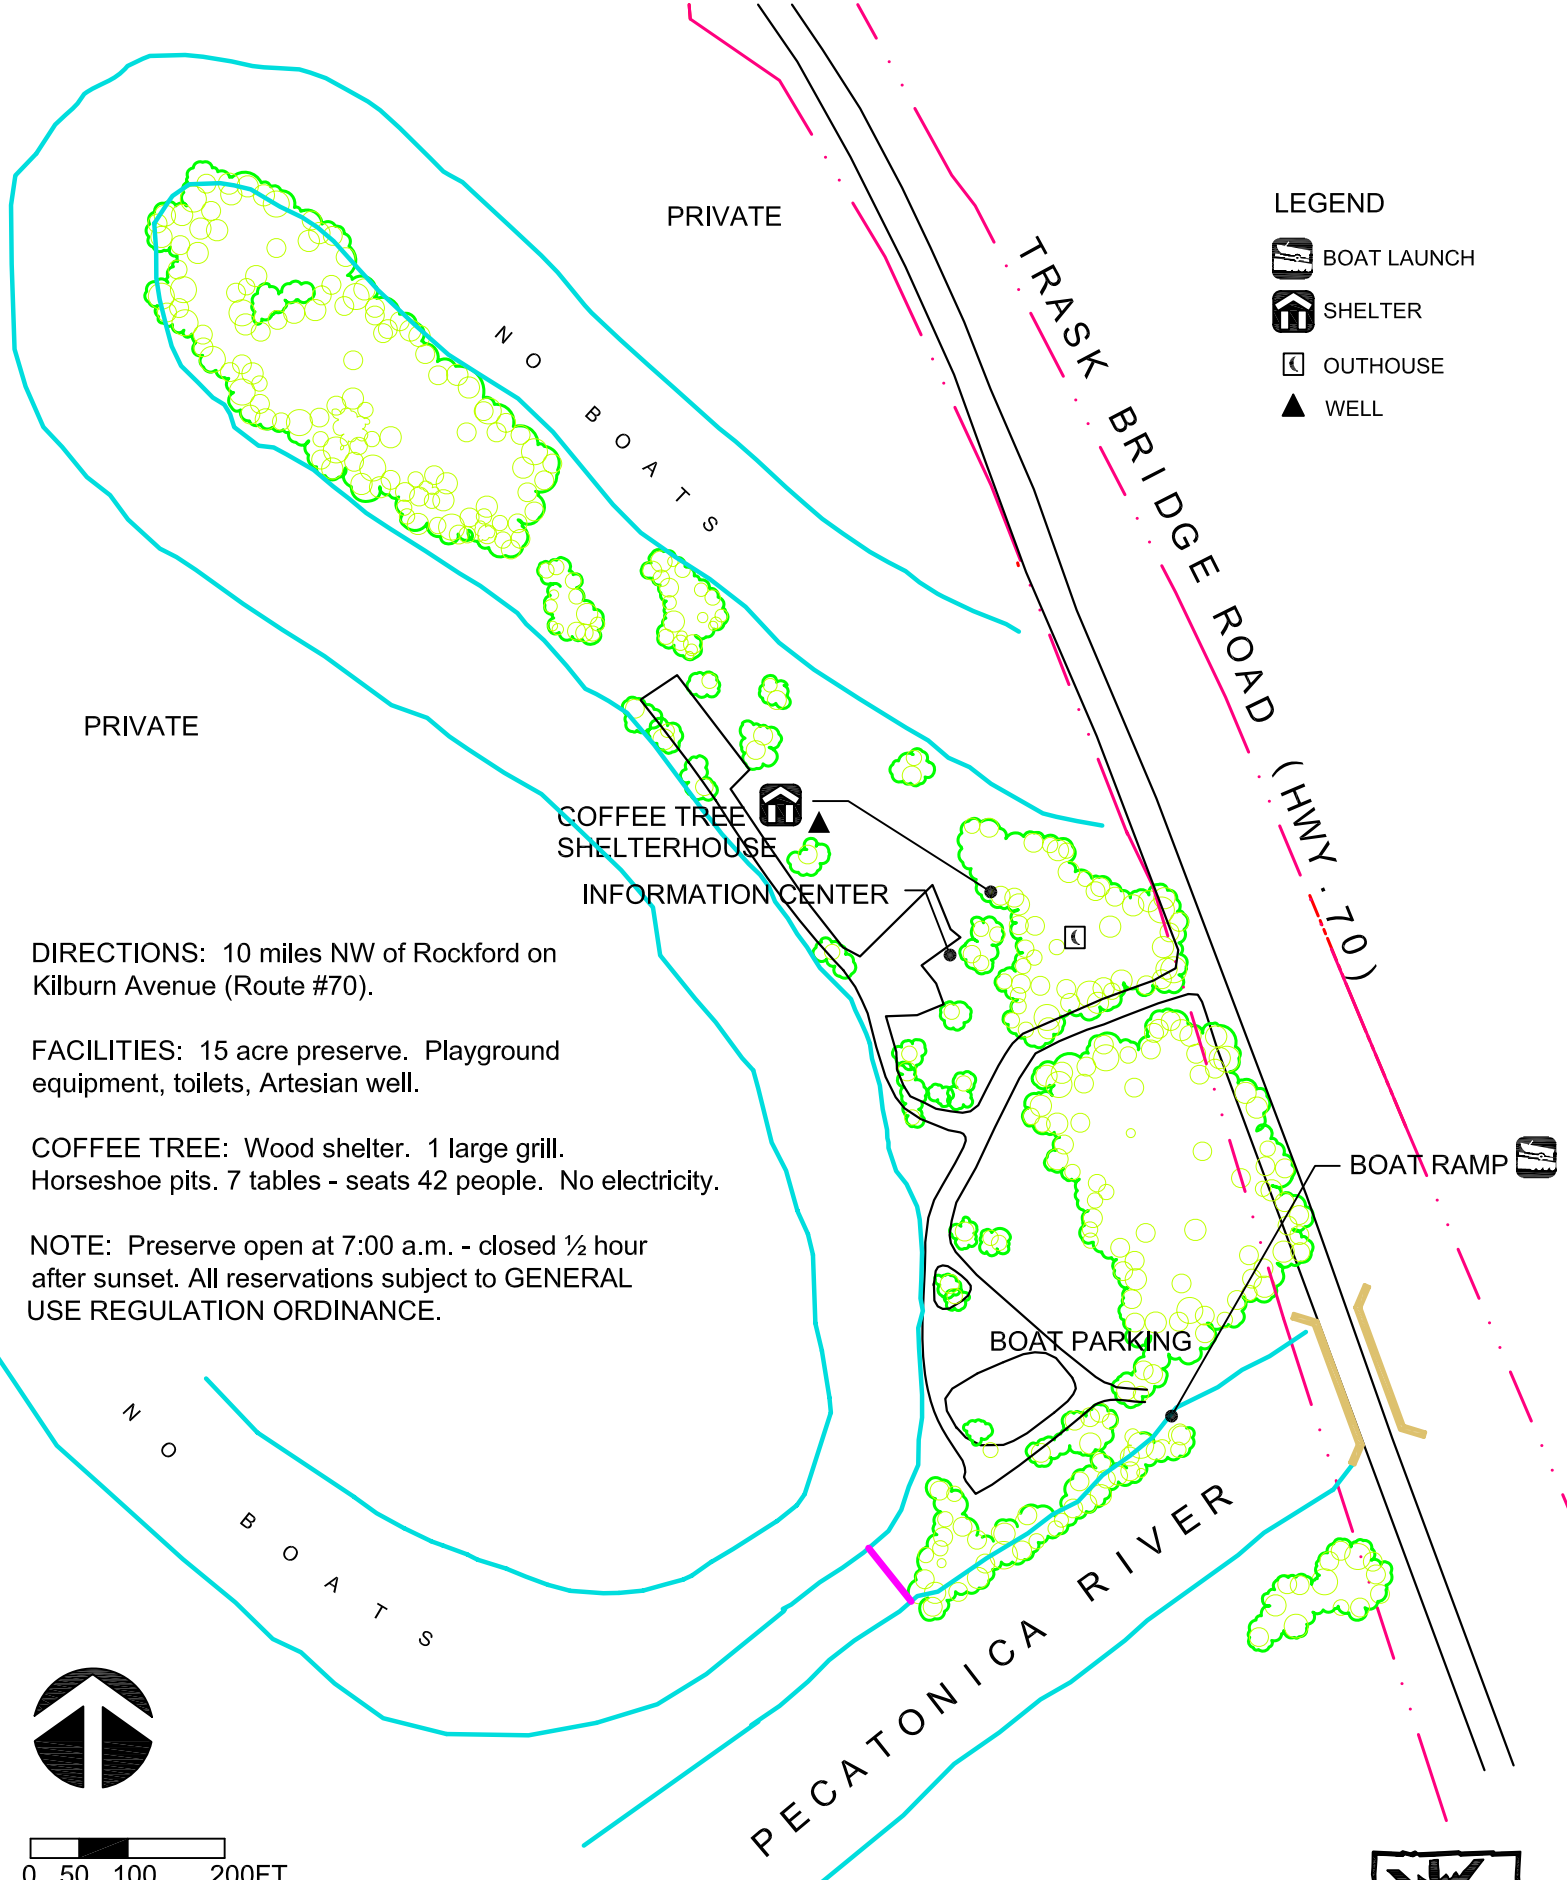 PRIVATE
LEGEND
BOAT LAUNCH
SHELTER
OUTHOUSE
WELL
TRASK BRIDGE ROAD (HWY. 70)
NO BOATS
PRIVATE
COFFEE TREE
SHELTERHOUSE
INFORMATION CENTER
DIRECTIONS: 10 miles NW of Rockford on
Kilburn Avenue (Route #70).
FACILITIES: 15 acre preserve. Playground
equipment, toilets, Artesian well.
COFFEE TREE: Wood shelter. 1 large grill.
Horseshoe pits. 7 tables - seats 42 people. No electricity.
NOTE: Preserve open at 7:00 a.m. - closed ½ hour
after sunset. All reservations subject to GENERAL
USE REGULATION ORDINANCE.
BOAT RAMP
BOAT PARKING
NO BOATS
PECATONICA RIVER
0 50 100 200FT